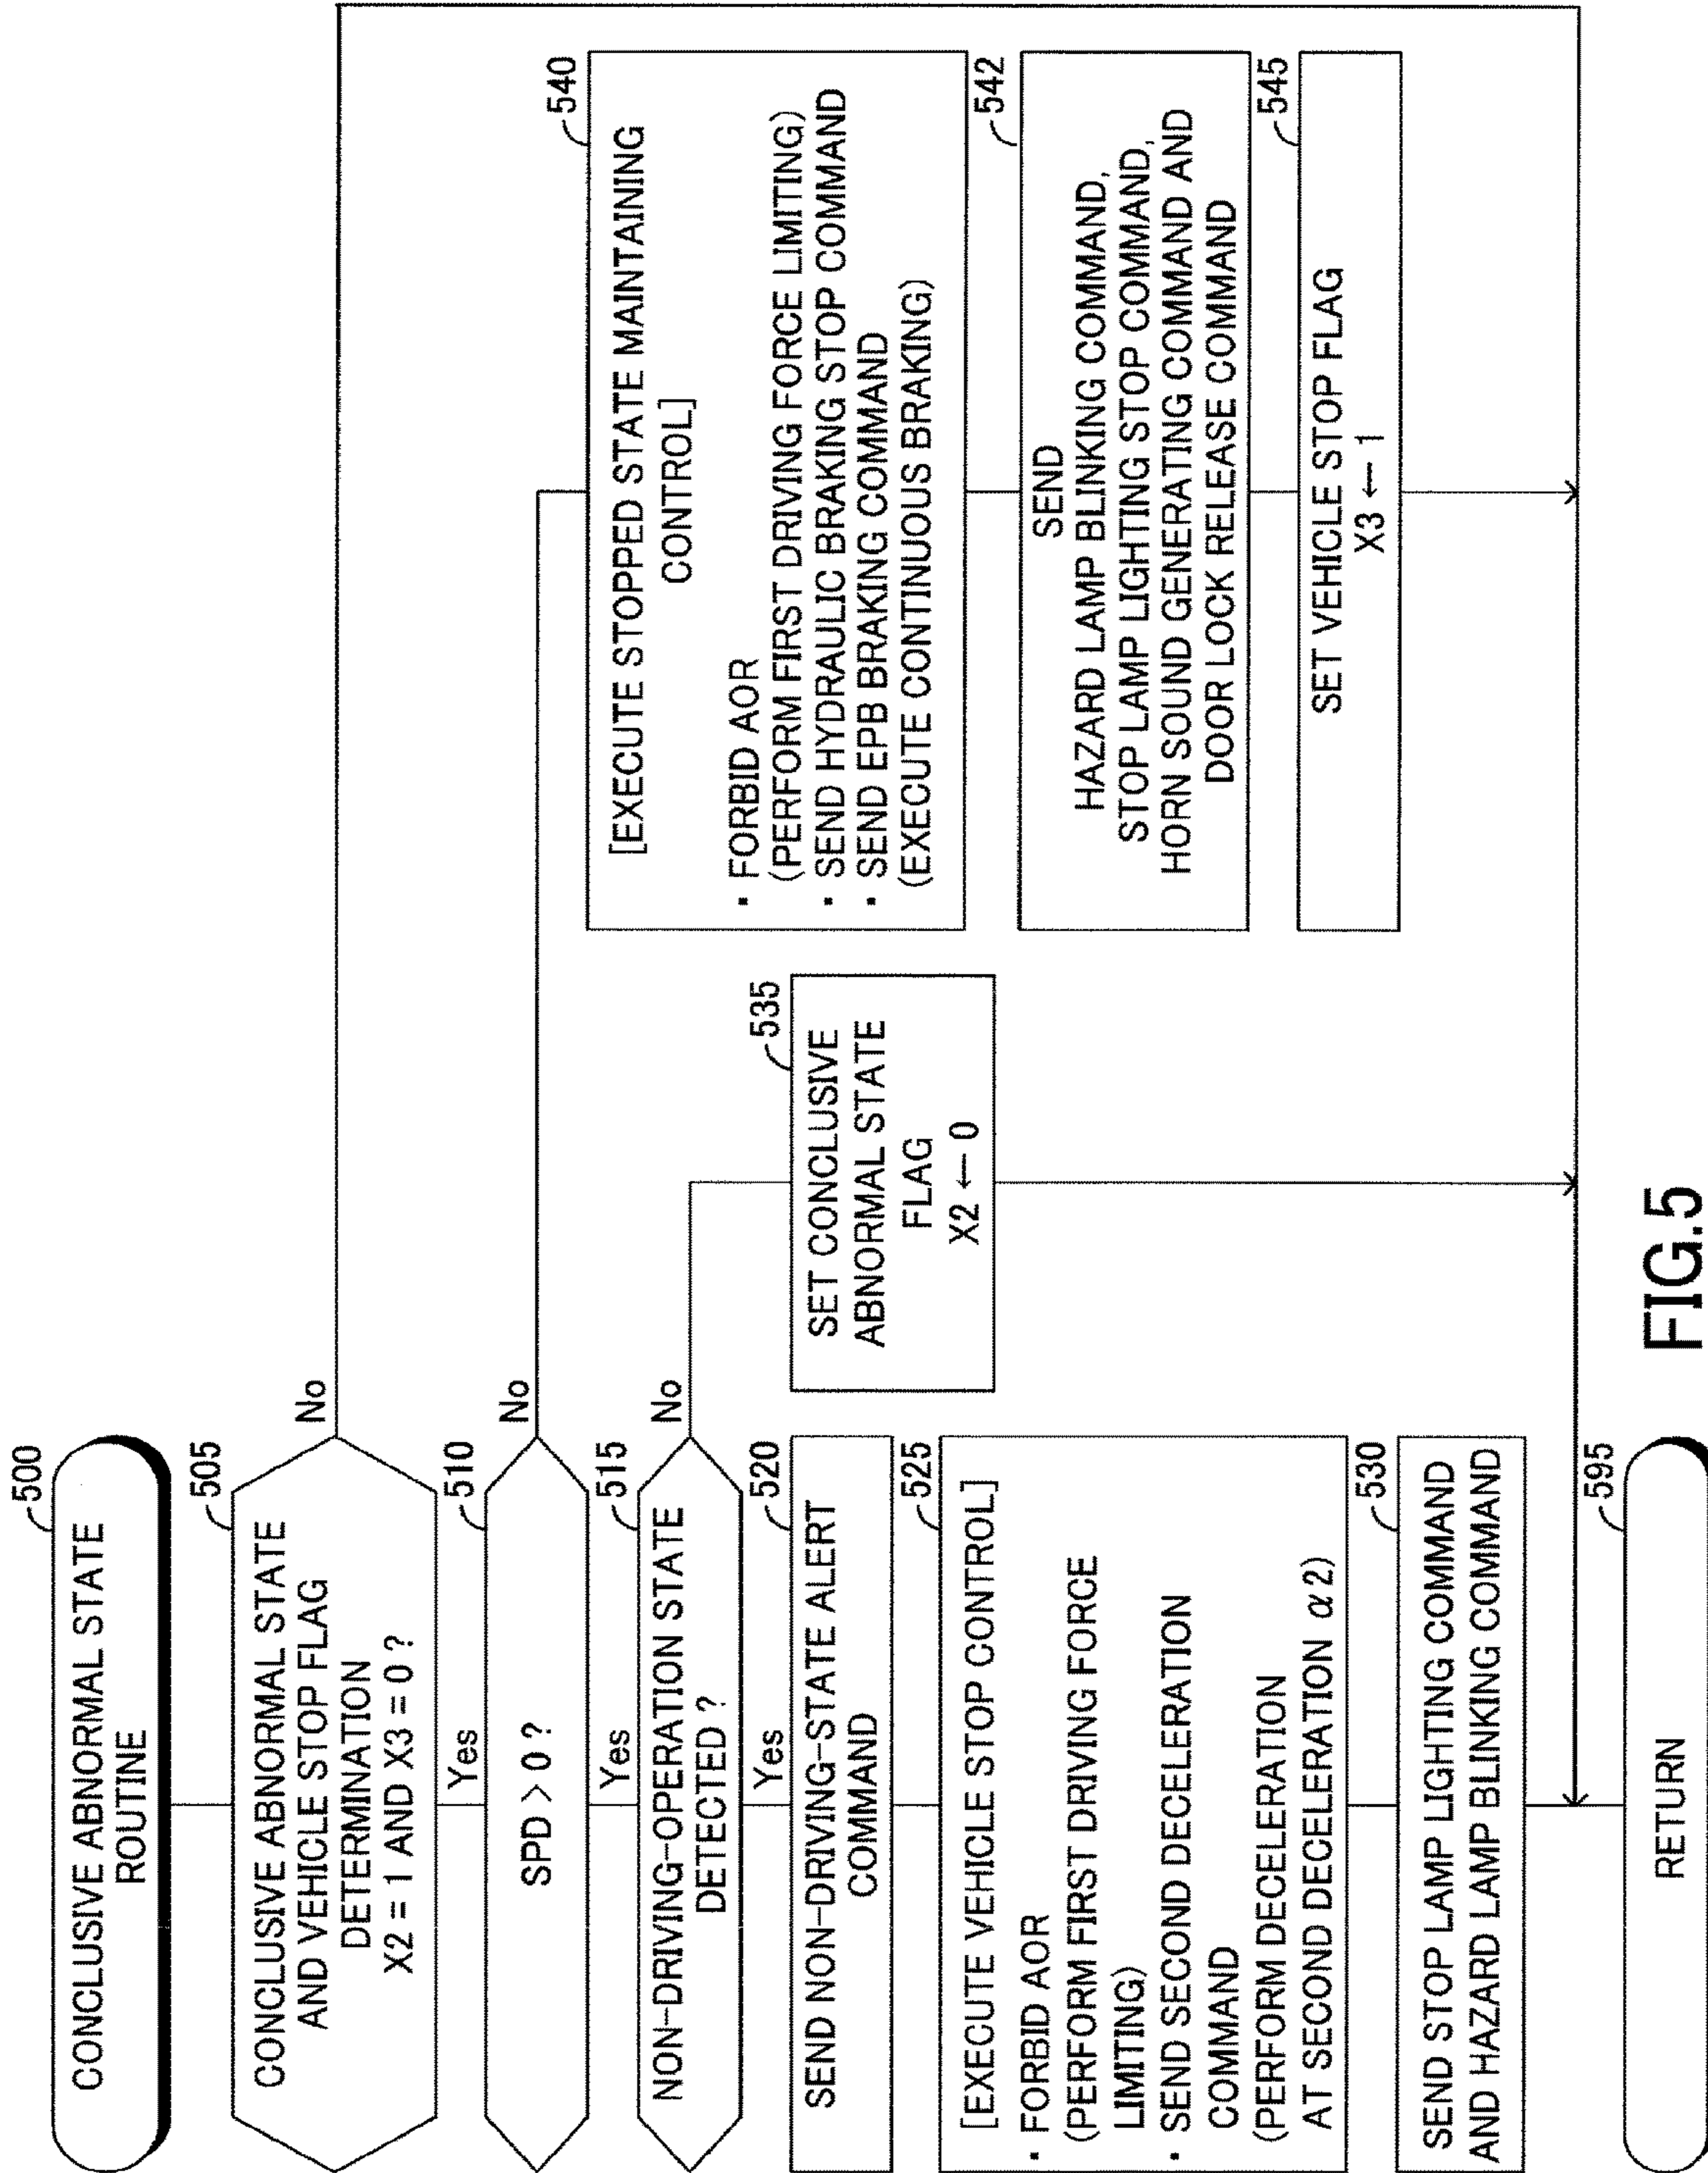 500
CONCLUSIVE ABNORMAL STATE
ROUTINE
505
CONCLUSIVE ABNORMAL STATE
AND VEHICLE STOP FLAG
DETERMINATION
X2 = 1 AND X3 = 0 ?
No
Yes
510
SPD > 0 ?
No
Yes
515
NON-DRIVING-OPERATION STATE
DETECTED ?
No
Yes
520
SEND NON-DRIVING-STATE ALERT
COMMAND
525
[EXECUTE VEHICLE STOP CONTROL]
・ FORBID AOR
(PERFORM FIRST DRIVING FORCE
LIMITING)
・ SEND SECOND DECELERATION
COMMAND
(PERFORM DECELERATION
AT SECOND DECELERATION α2)
530
SEND STOP LAMP LIGHTING COMMAND
AND HAZARD LAMP BLINKING COMMAND
595
RETURN
535
SET CONCLUSIVE
ABNORMAL STATE
FLAG
X2 ← 0
540
[EXECUTE STOPPED STATE MAINTAINING
CONTROL]
・ FORBID AOR
(PERFORM FIRST DRIVING FORCE LIMITING)
・ SEND HYDRAULIC BRAKING STOP COMMAND
・ SEND EPB BRAKING COMMAND
(EXECUTE CONTINUOUS BRAKING)
542
SEND
HAZARD LAMP BLINKING COMMAND,
STOP LAMP LIGHTING STOP COMMAND,
HORN SOUND GENERATING COMMAND AND
DOOR LOCK RELEASE COMMAND
545
SET VEHICLE STOP FLAG
X3 ← 1
FIG.5